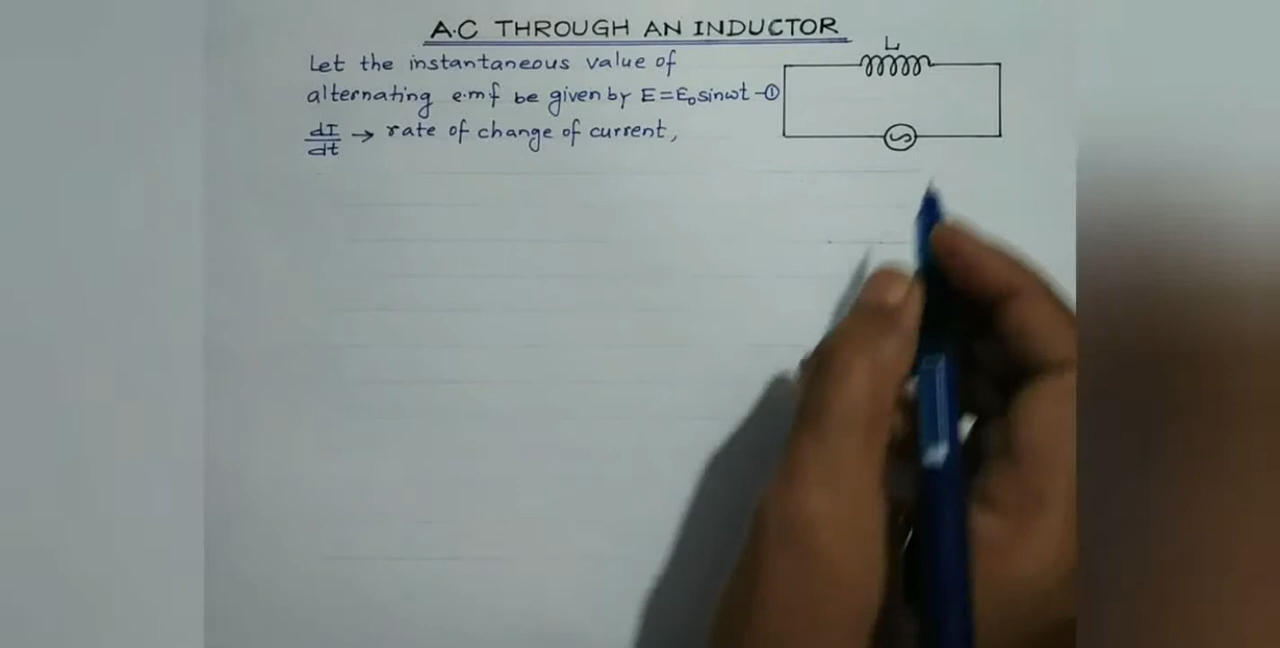 A.C THROUGH AN INDUCTOR
L
Let the instantaneous value of
alternating e.m.f be given by E=E₀sinωt -①
dI/dt → rate of change of current,